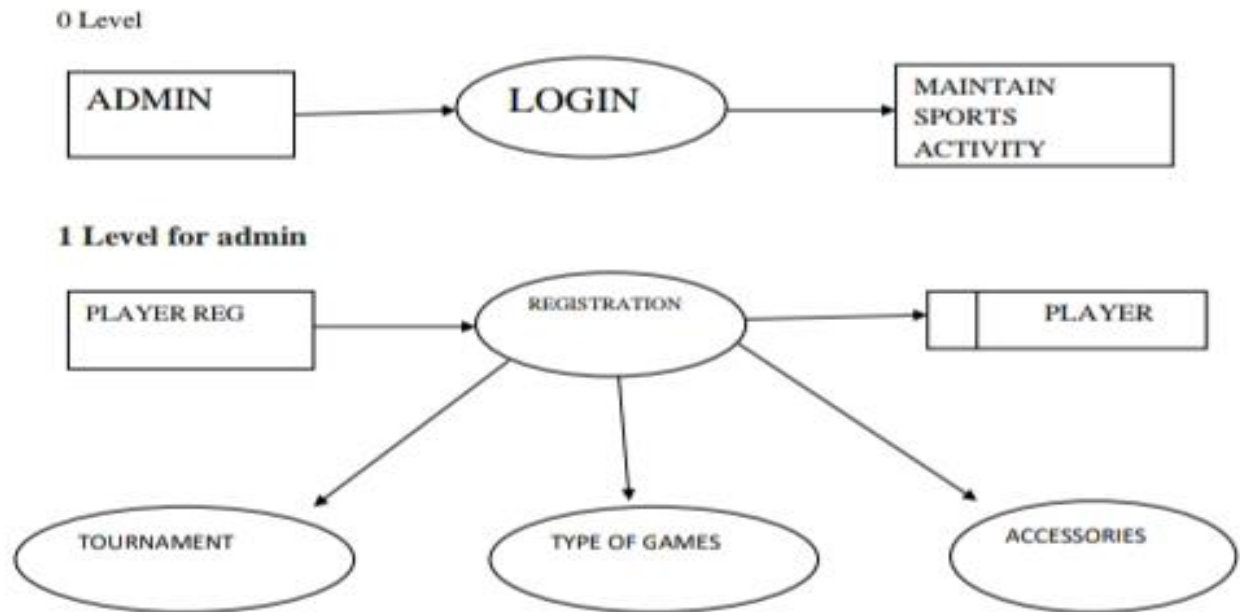 0 Level
ADMIN
LOGIN
MAINTAIN
SPORTS
ACTIVITY
1 Level for admin
PLAYER REG
REGISTRATION
PLAYER
TOURNAMENT
TYPE OF GAMES
ACCESSORIES